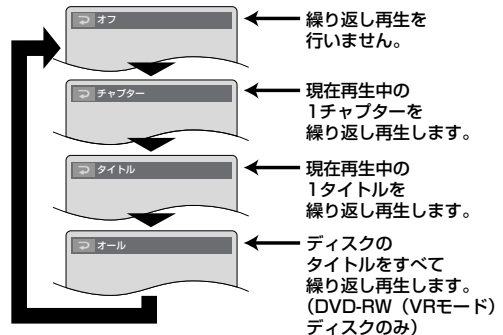 オフ
繰り返し再生を
行いません。
チャプター
現在再生中の
1チャプターを
繰り返し再生します。
タイトル
現在再生中の
1タイトルを
繰り返し再生します。
オール
ディスクの
タイトルをすべて
繰り返し再生します。
（DVD-RW（VRモード）
ディスクのみ）